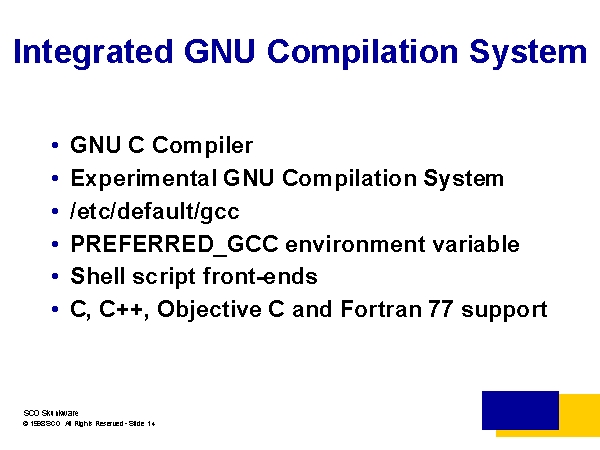 Integrated GNU Compilation System
• GNU C Compiler
• Experimental GNU Compilation System
• /etc/default/gcc
• PREFERRED_GCC environment variable
• Shell script front-ends
• C, C++, Objective C and Fortran 77 support
SCO Skunkware
© 1998 SCO All Rights Reserved - Slide 14